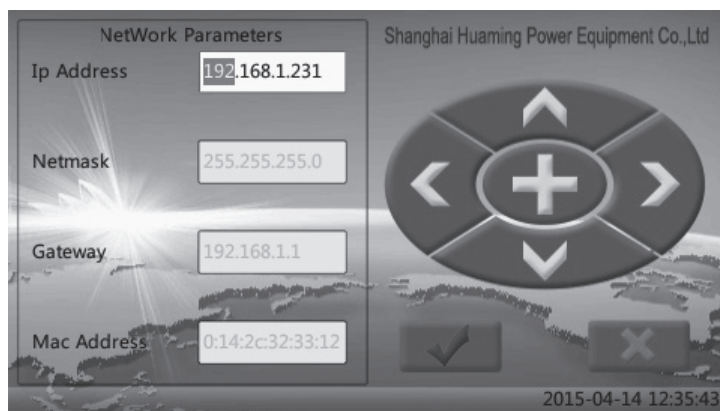 NetWork Parameters
Shanghai Huaming Power Equipment Co.,Ltd
Ip Address 192.168.1.231
Netmask 255.255.255.0
Gateway 192.168.1.1
Mac Address 0:14:2c:32:33:12
2015-04-14 12:35:43